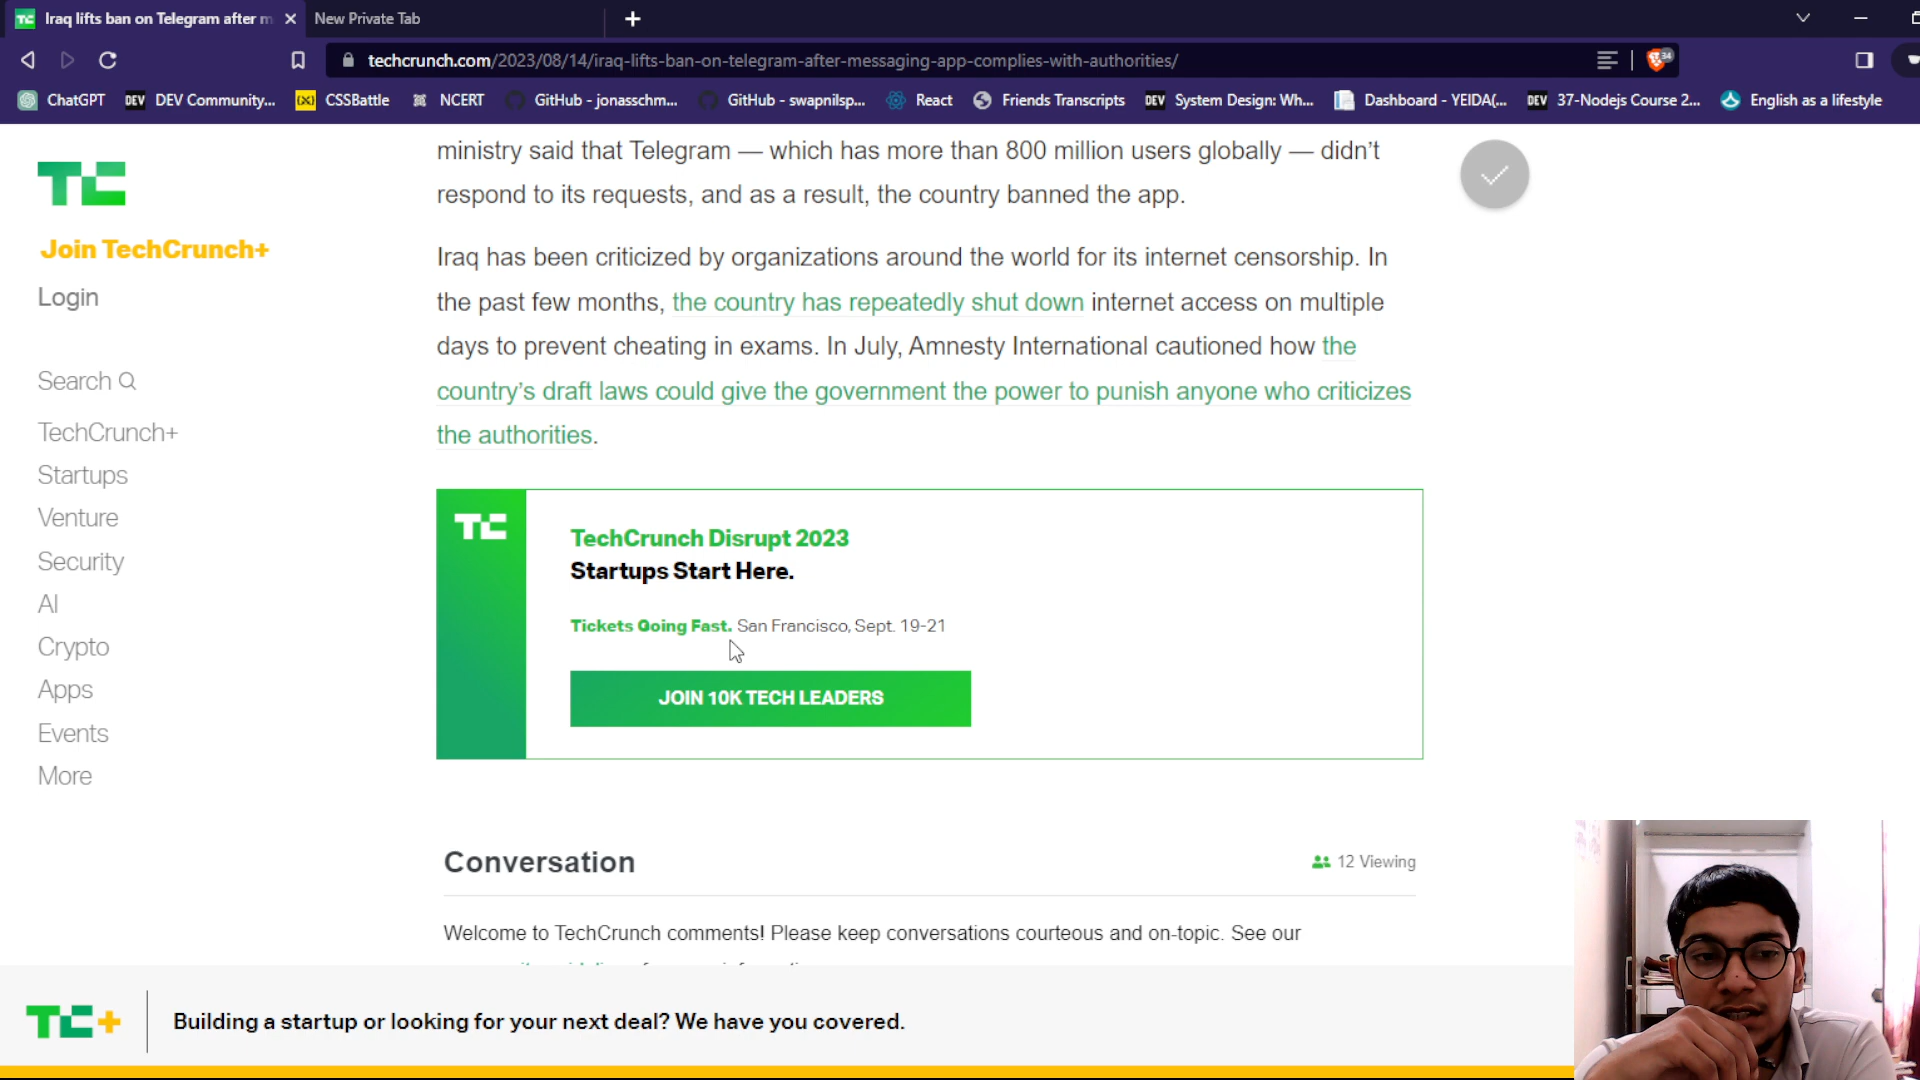 Iraq lifts ban on Telegram after m
New Private Tab
techcrunch.com/2023/08/14/iraq-lifts-ban-on-telegram-after-messaging-app-complies-with-authorities/
34
ChatGPT
DEV Community...
CSSBattle
NCERT
GitHub - jonasschm...
GitHub - swapnilsp...
React
Friends Transcripts
System Design: Wh...
Dashboard - YEIDA(...
37-Nodejs Course 2...
English as a lifestyle
TC
Join TechCrunch+
Login
Search
TechCrunch+
Startups
Venture
Security
AI
Crypto
Apps
Events
More
ministry said that Telegram — which has more than 800 million users globally — didn't
respond to its requests, and as a result, the country banned the app.
Iraq has been criticized by organizations around the world for its internet censorship. In
the past few months, the country has repeatedly shut down internet access on multiple
days to prevent cheating in exams. In July, Amnesty International cautioned how the
country's draft laws could give the government the power to punish anyone who criticizes
the authorities.
TC
TechCrunch Disrupt 2023
Startups Start Here.
Tickets Going Fast. San Francisco, Sept. 19-21
JOIN 10K TECH LEADERS
Conversation
12 Viewing
Welcome to TechCrunch comments! Please keep conversations courteous and on-topic. See our
TC+
Building a startup or looking for your next deal? We have you covered.